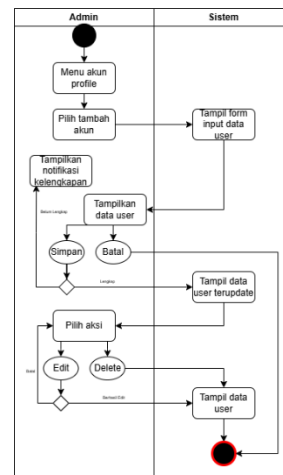 Admin
Sistem
Menu akun
profile
Pilih tambah
akun
Tampil form
input data
user
Tampilkan
notifikasi
kelengkapan
Tampilkan
data user
Belum Lengkap
Simpan
Batal
Lengkap
Tampil data
user terupdate
Pilih aksi
Batal
Edit
Delete
Berhasil Edit
Tampil data
user